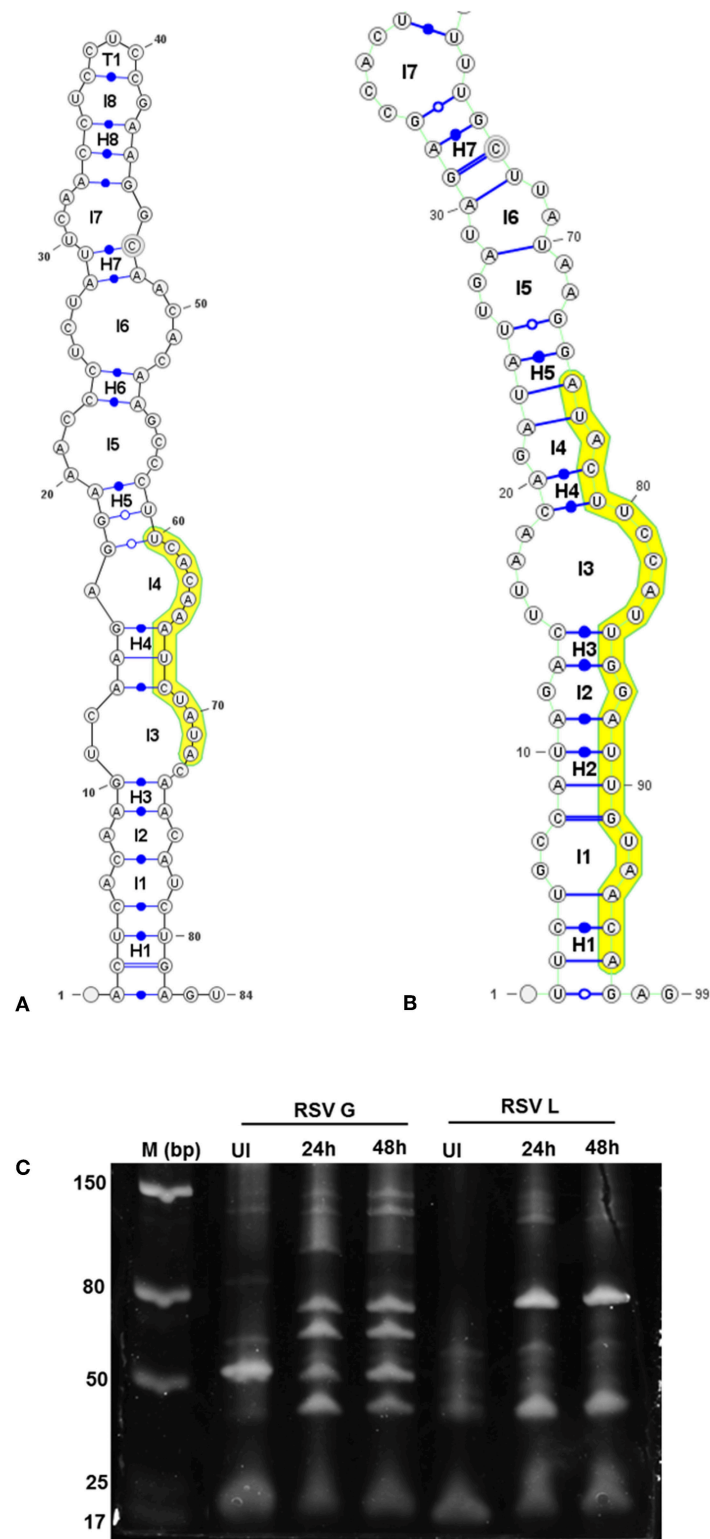 T1
I8
H8
I7
H7
I6
H6
I5
H5
I4
H4
I3
H3
I2
I1
H1
1
10
20
30
40
50
60
70
80
84
ACUCACAAGUCAAGAGGAAACCCUCUAUUCAACCUCCUCCGAAGGCAACACAAGCCCUUCACAAAUCUAUACAACAUCUGAGU
A
I7
H7
I6
I5
H5
I4
H4
I3
H3
I2
H2
I1
H1
1
10
20
30
70
80
90
99
UUCUGCCAUAGACUUAACAGAUAUUGAUAGAGCCACU
UUUGCUUAUAAGGAUACUUCCAUUGGAUUGUAACAGAG
B
C
RSV G
RSV L
M (bp)
UI
24h
48h
UI
24h
48h
150
80
50
25
17